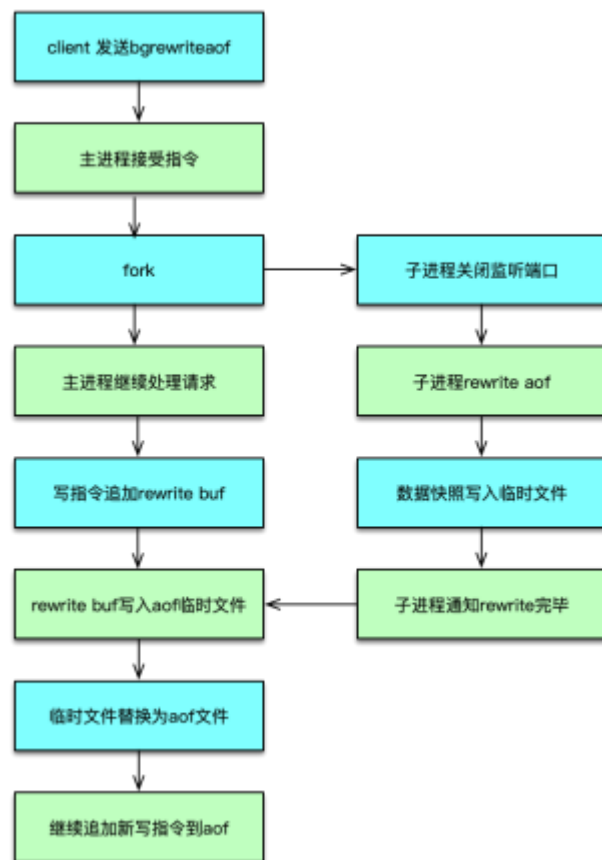 client 发送bgrewriteaof
主进程接受指令
fork
子进程关闭监听端口
主进程继续处理请求
子进程rewrite aof
写指令追加rewrite buf
数据快照写入临时文件
rewrite buf写入aof临时文件
子进程通知rewrite完毕
临时文件替换为aof文件
继续追加新写指令到aof